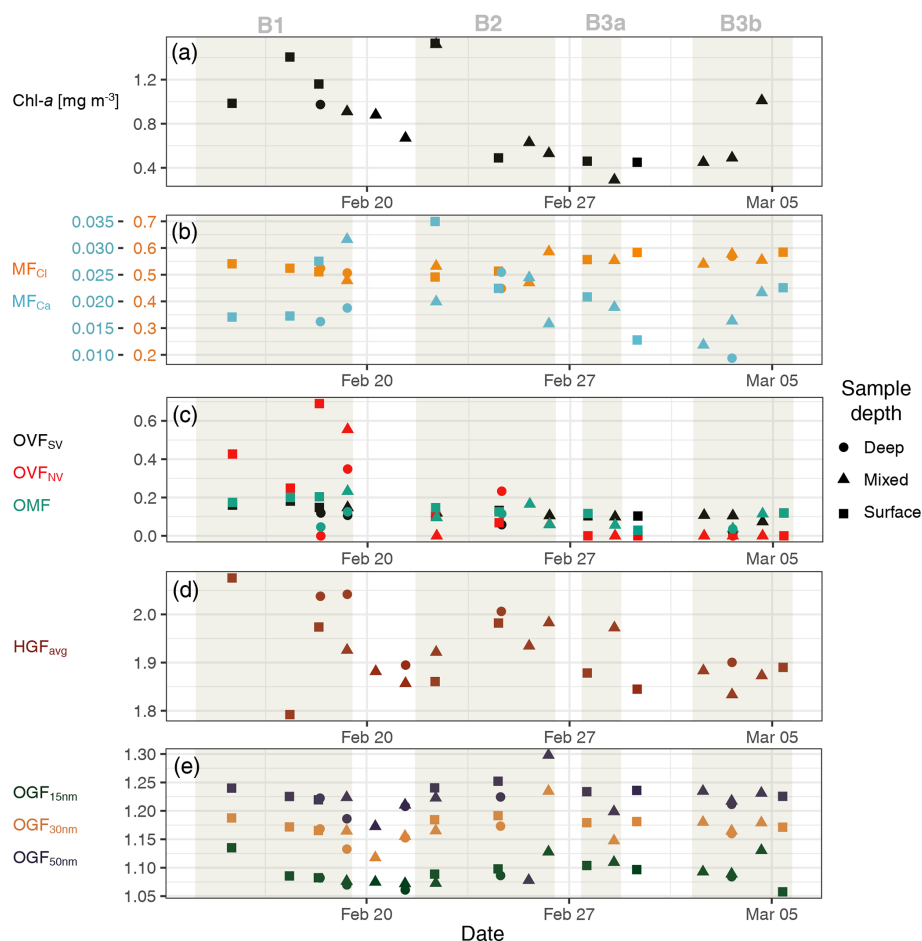 B1 B2 B3a B3b
(a)
Chl-a [mg m⁻³]
1.2
0.8
0.4
Feb 20 Feb 27 Mar 05
(b)
0.035 0.7
0.030 0.6
0.025 0.5
0.020 0.4
0.015 0.3
0.010 0.2
MFCl
MFCa
Feb 20 Feb 27 Mar 05
(c)
OVFSV
OVFNV
OMF
0.6
0.4
0.2
0.0
Feb 20 Feb 27 Mar 05
Sample
depth
Deep
Mixed
Surface
(d)
HGFavg
2.0
1.9
1.8
Feb 20 Feb 27 Mar 05
(e)
OGF15nm
OGF30nm
OGF50nm
1.30
1.25
1.20
1.15
1.10
1.05
Feb 20 Feb 27 Mar 05
Date